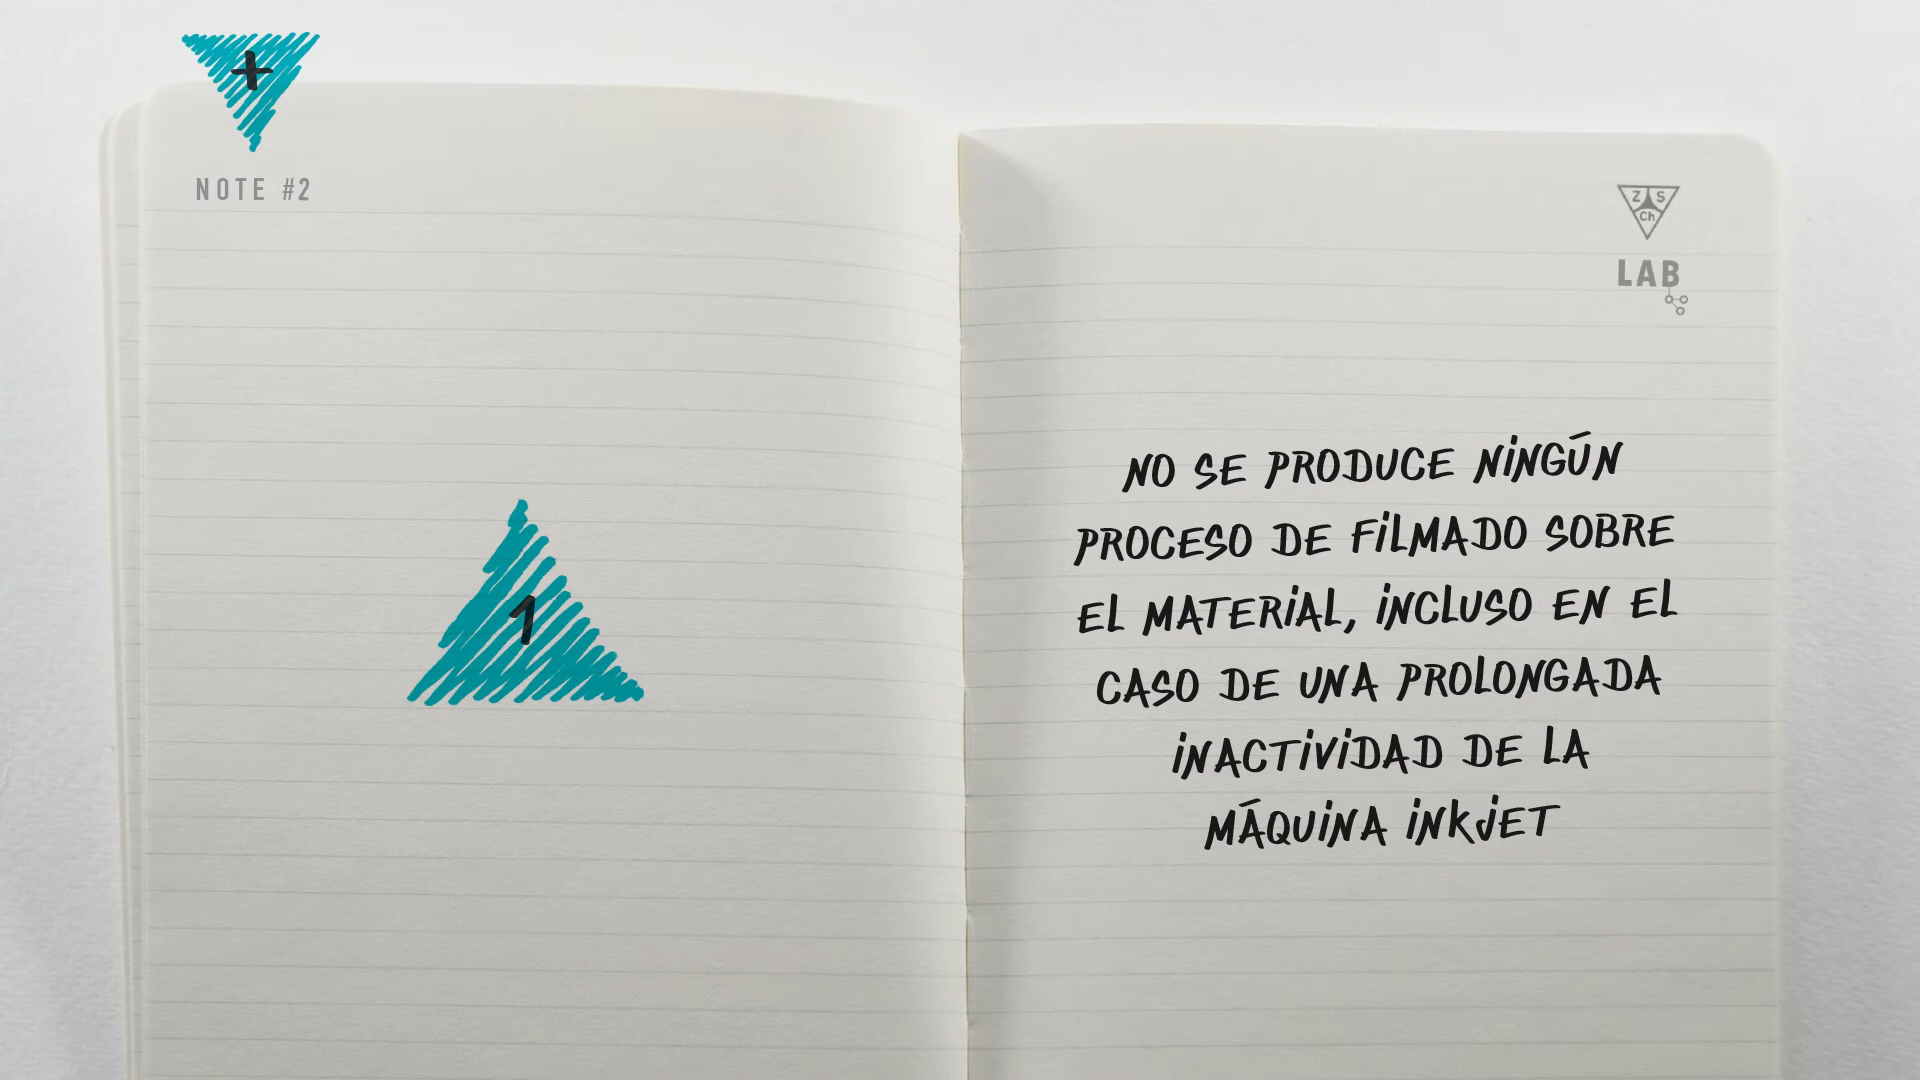 +
NOTE #2
Z S
Ch
LAB
1
NO SE PRODUCE NINGÚN
PROCESO DE FILMADO SOBRE
EL MATERIAL, INCLUSO EN EL
CASO DE UNA PROLONGADA
INACTIVIDAD DE LA
MÁQUINA INKJET